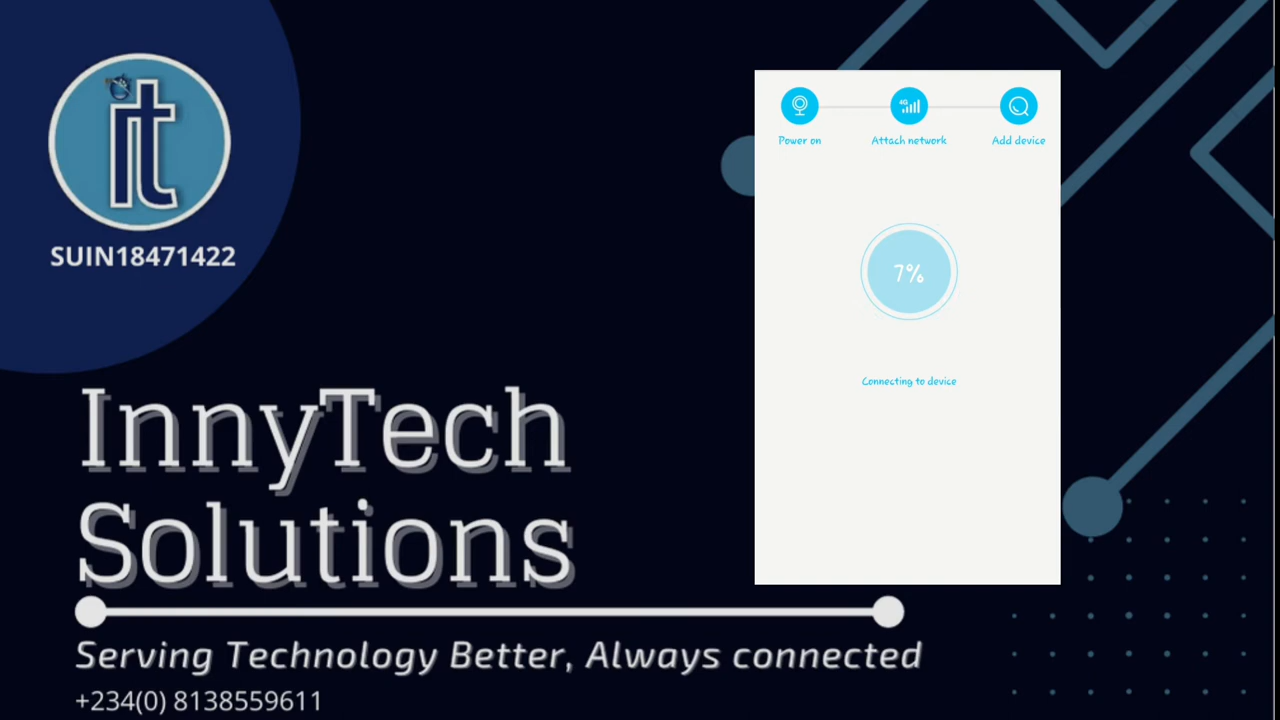 it
SUIN18471422
InnyTech
Solutions
Serving Technology Better, Always connected
+234(0) 8138559611
Power on
4G
Attach network
Add device
7%
Connecting to device